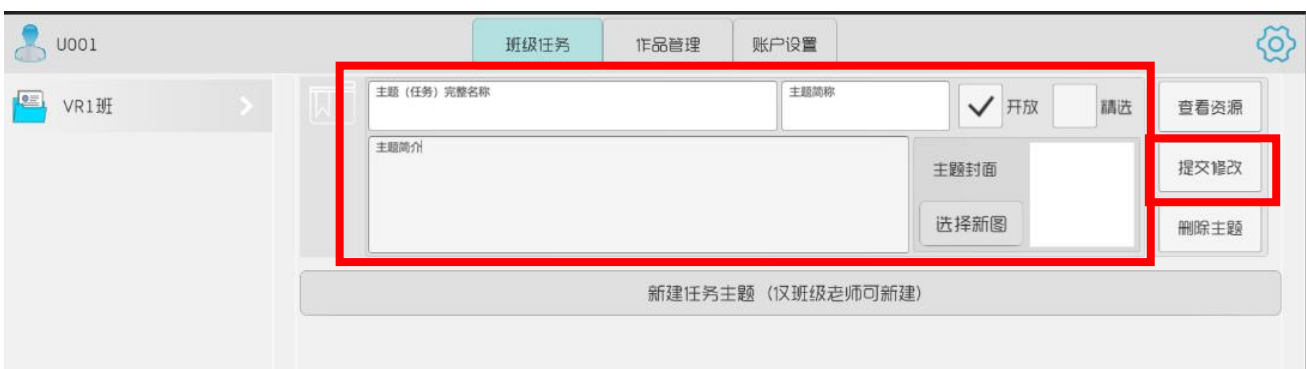 U001
班级任务
作品管理
账户设置
VR1班
主题（任务）完整名称
主题简称
开放
精选
查看资源
主题简介
主题封面
提交修改
选择新图
删除主题
新建任务主题（仅班级老师可新建）